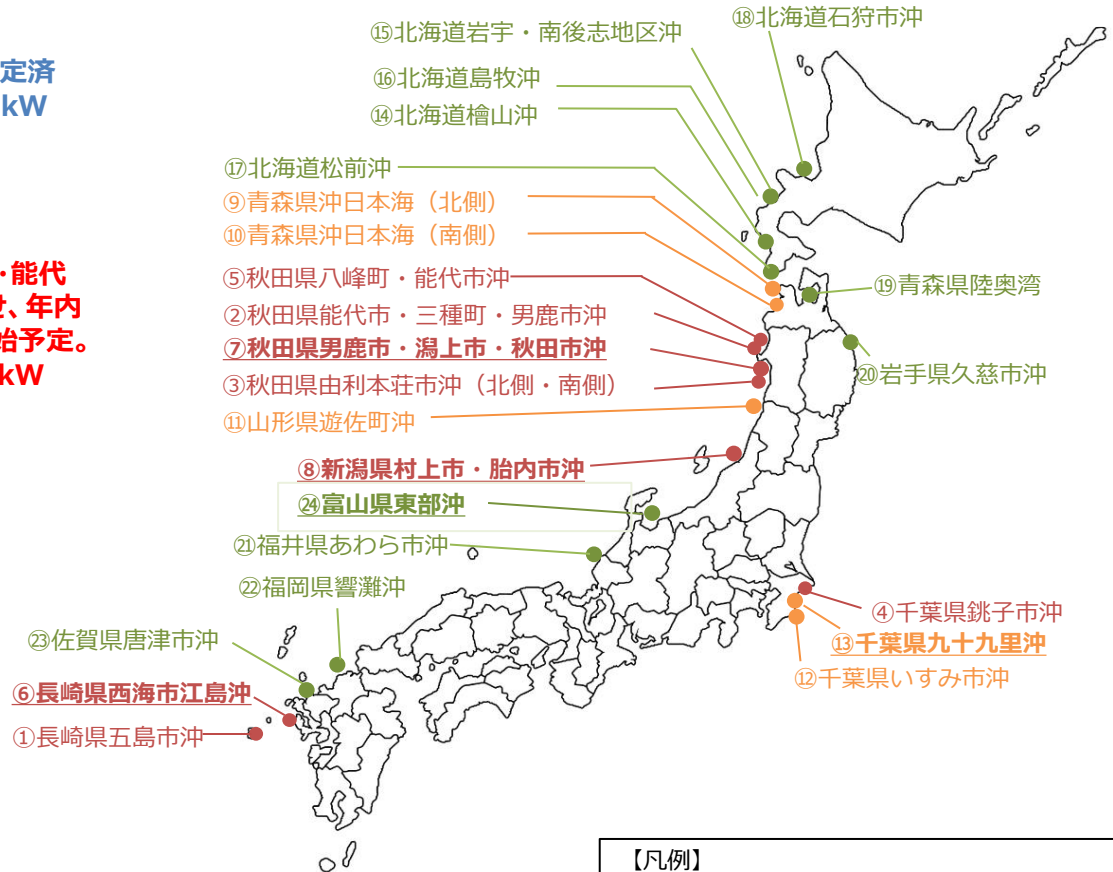 定済
kW
・能代
せ、年内
始予定。
kW
⑱北海道石狩市沖
⑮北海道岩宇・南後志地区沖
⑯北海道島牧沖
⑭北海道檜山沖
⑰北海道松前沖
⑨青森県沖日本海（北側）
⑩青森県沖日本海（南側）
⑤秋田県八峰町・能代市沖
⑲青森県陸奥湾
②秋田県能代市・三種町・男鹿市沖
⑦秋田県男鹿市・潟上市・秋田市沖
⑳岩手県久慈市沖
③秋田県由利本荘市沖（北側・南側）
⑪山形県遊佐町沖
⑧新潟県村上市・胎内市沖
㉔富山県東部沖
㉑福井県あわら市沖
㉒福岡県響灘沖
④千葉県銚子市沖
㉓佐賀県唐津市沖
⑬千葉県九十九里沖
⑫千葉県いすみ市沖
⑥長崎県西海市江島沖
①長崎県五島市沖
【凡例】